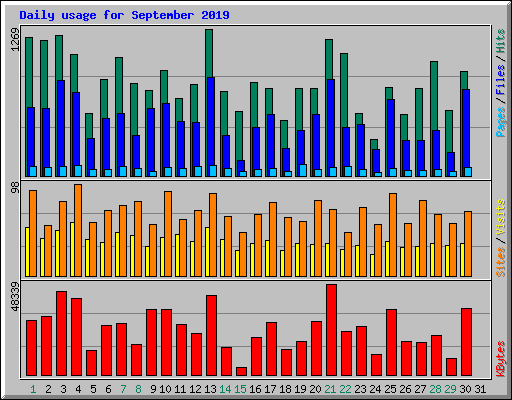 Daily usage for September 2019
1269
Pages / Files / Hits
98
Sites / Visits
48339
KBytes
1 2 3 4 5 6 7 8 9 10 11 12 13 14 15 16 17 18 19 20 21 22 23 24 25 26 27 28 29 30 31